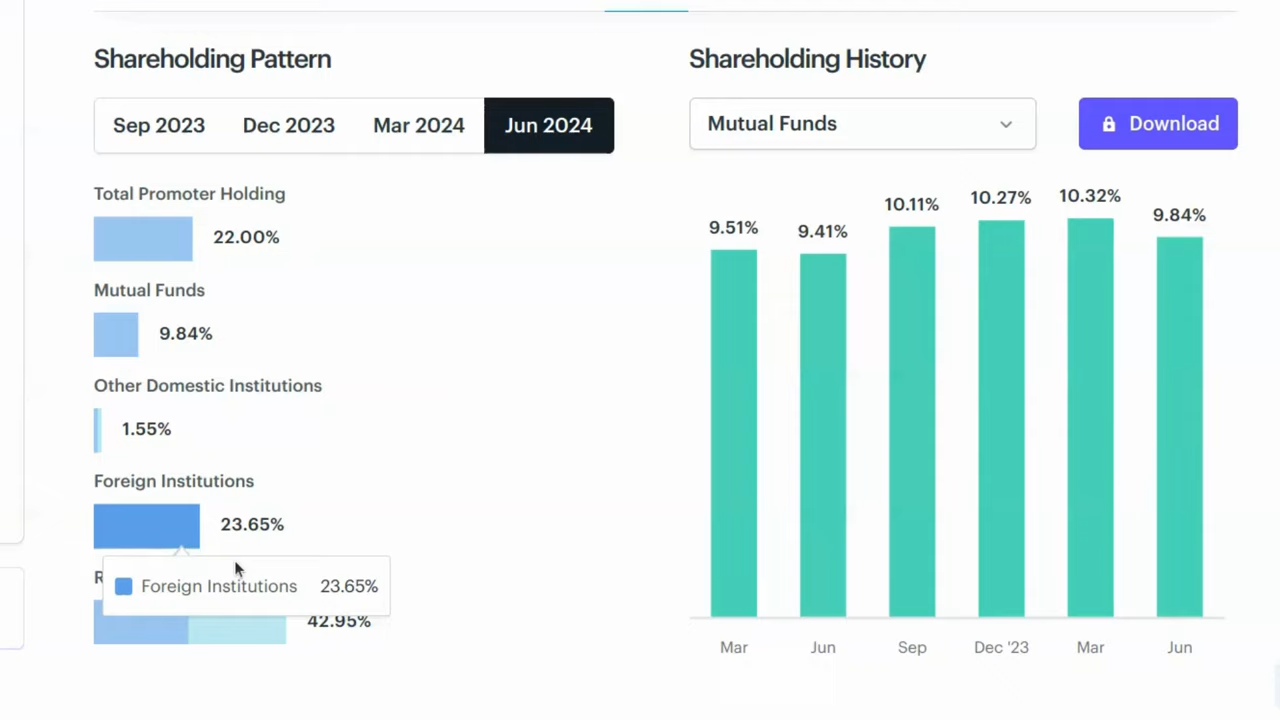 Shareholding Pattern
Sep 2023 Dec 2023 Mar 2024 Jun 2024
Total Promoter Holding
22.00%
Mutual Funds
9.84%
Other Domestic Institutions
1.55%
Foreign Institutions
23.65%
Foreign Institutions 23.65%
R
42.95%
Shareholding History
Mutual Funds
Download
9.51% 9.41% 10.11% 10.27% 10.32% 9.84%
Mar Jun Sep Dec '23 Mar Jun